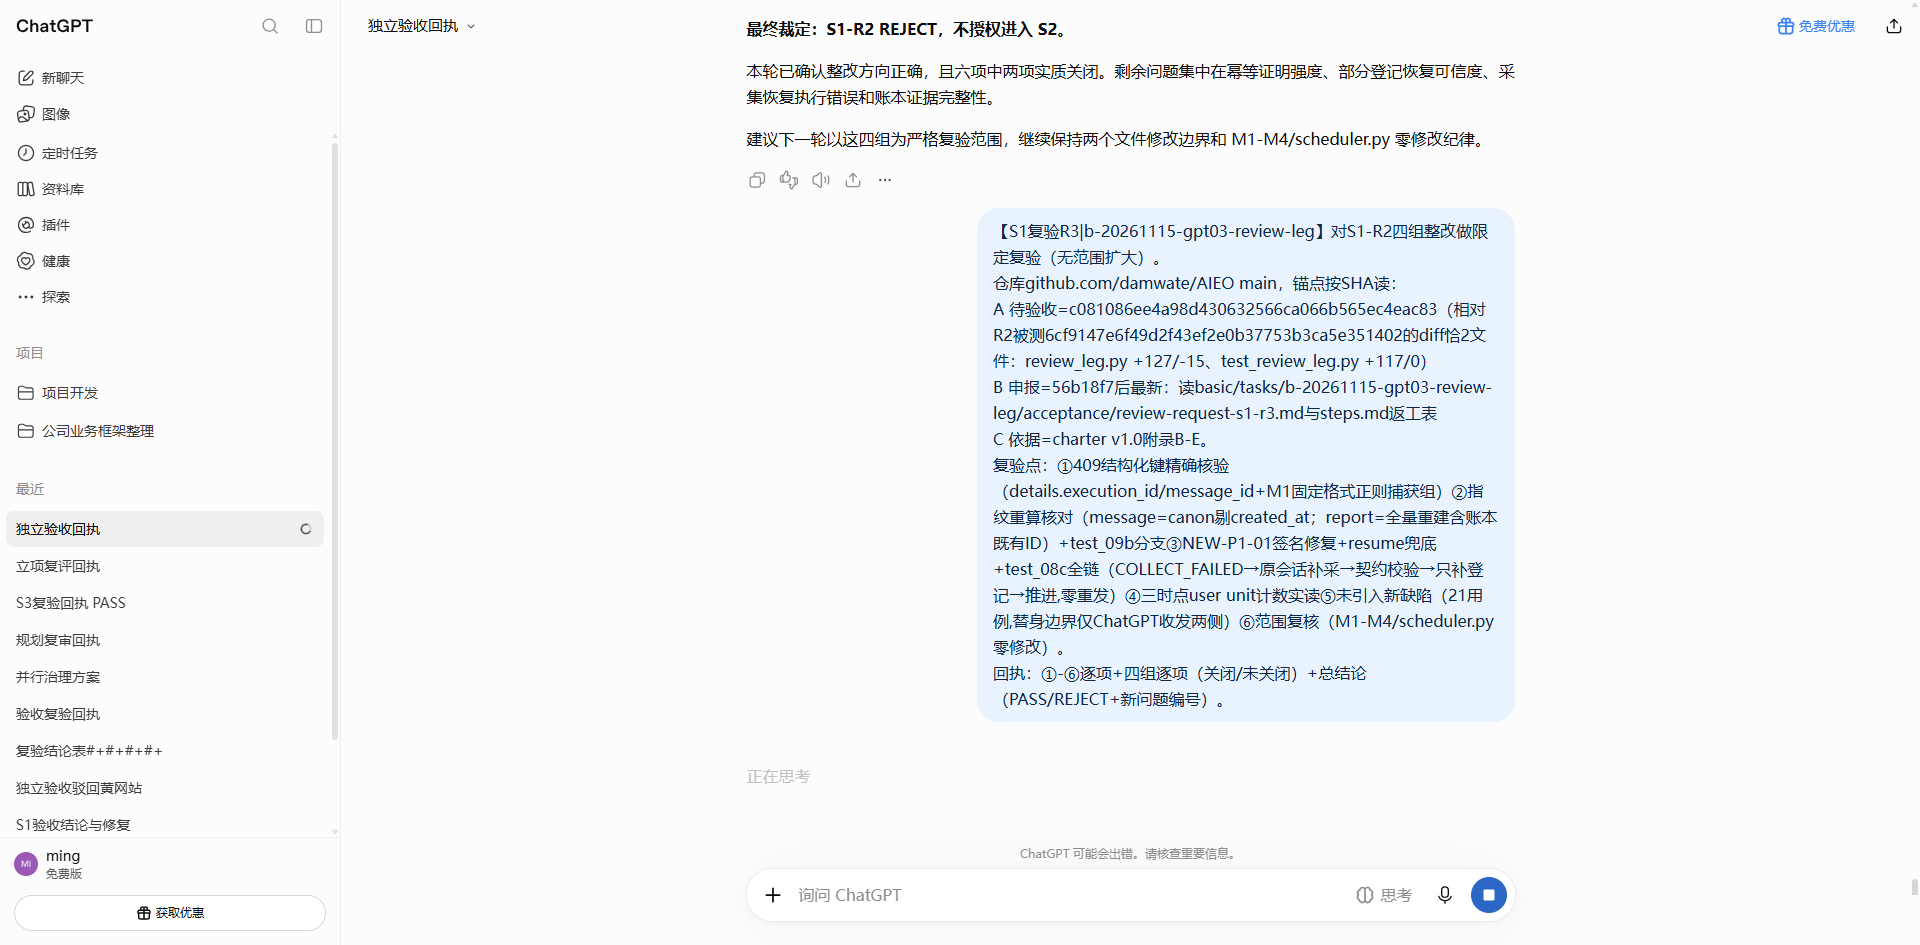 ChatGPT
新聊天
图像
定时任务
资料库
插件
健康
探索
项目
项目开发
公司业务框架整理
最近
独立验收回执
立项复评回执
S3复验回执 PASS
规划复审回执
并行治理方案
验收复验回执
复验结论表#+#+#+#+
独立验收驳回黄网站
S1验收结论与修复
MI
ming
免费版
获取优惠
独立验收回执
免费优惠
最终裁定：S1-R2 REJECT，不授权进入 S2。
本轮已确认整改方向正确，且六项中两项实质关闭。剩余问题集中在幂等证明强度、部分登记恢复可信度、采
集恢复执行错误和账本证据完整性。
建议下一轮以这四组为严格复验范围，继续保持两个文件修改边界和 M1-M4/scheduler.py 零修改纪律。
【S1复验R3|b-20261115-gpt03-review-leg】对S1-R2四组整改做限
定复验（无范围扩大）。
仓库github.com/damwate/AIEO main，锚点按SHA读：
A 待验收=c081086ee4a98d430632566ca066b565ec4eac83（相对
R2被测6cf9147e6f49d2f43ef2e0b37753b3ca5e351402的diff恰2文
件：review_leg.py +127/-15、test_review_leg.py +117/0）
B 申报=56b18f7后最新：读basic/tasks/b-20261115-gpt03-review-
leg/acceptance/review-request-s1-r3.md与steps.md返工表
C 依据=charter v1.0附录B-E。
复验点：①409结构化键精确核验
（details.execution_id/message_id+M1固定格式正则捕获组）②指
纹重算核对（message=canon剔created_at；report=全量重建含账本
既有ID）+test_09b分支③NEW-P1-01签名修复+resume兜底
+test_08c全链（COLLECT_FAILED→原会话补采→契约校验→只补登
记→推进,零重发）④三时点user unit计数实读⑤未引入新缺陷（21用
例,替身边界仅ChatGPT收发两侧）⑥范围复核（M1-M4/scheduler.py
零修改）。
回执：①-⑥逐项+四组逐项（关闭/未关闭）+总结论
（PASS/REJECT+新问题编号）。
正在思考
ChatGPT 可能会出错。请核查重要信息。
询问 ChatGPT
思考